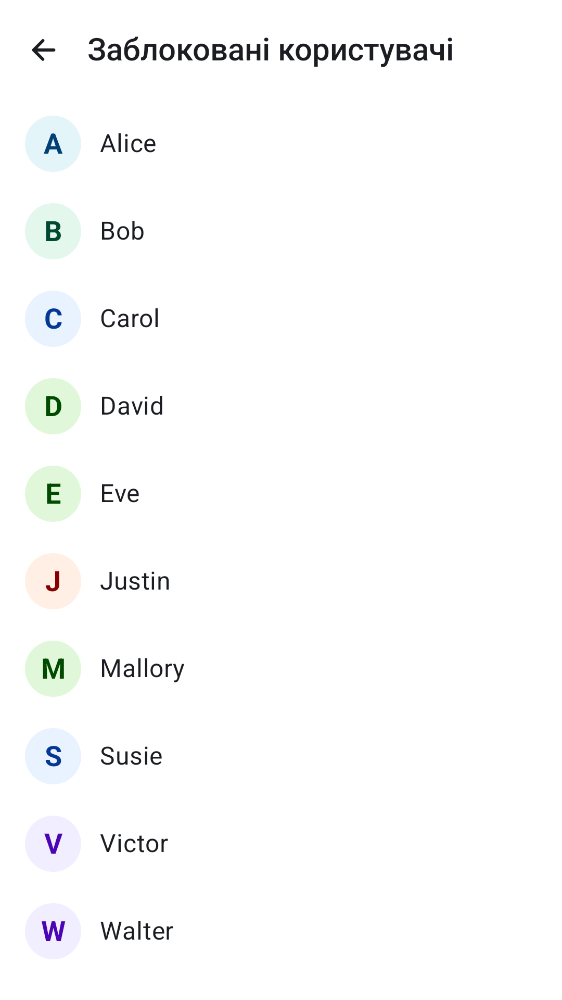 Заблоковані користувачі
A Alice
B Bob
C Carol
D David
E Eve
J Justin
M Mallory
S Susie
V Victor
W Walter